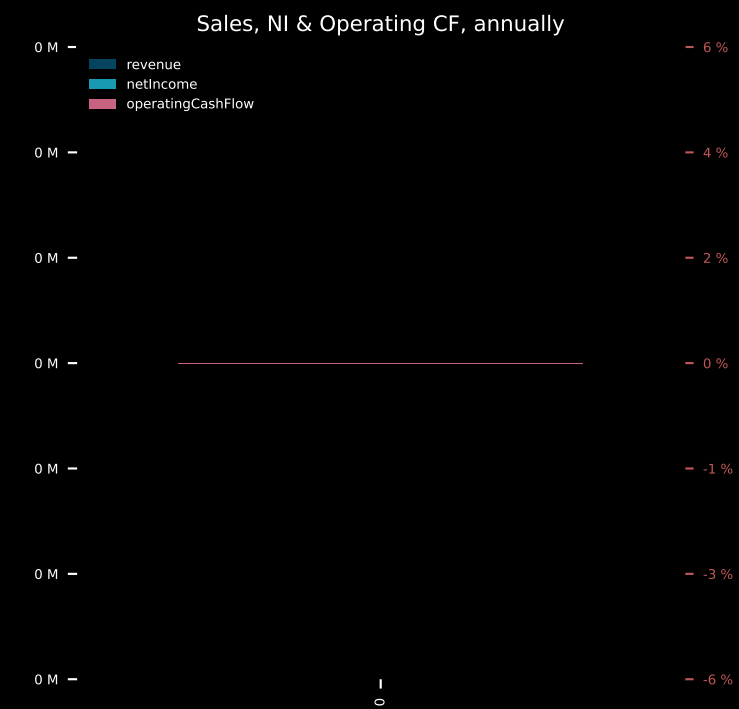 Sales, NI & Operating CF, annually
0 M
6 %
revenue
netIncome
operatingCashFlow
0 M
4 %
0 M
2 %
0 M
0 %
0 M
-1 %
0 M
-3 %
0 M
-6 %
0